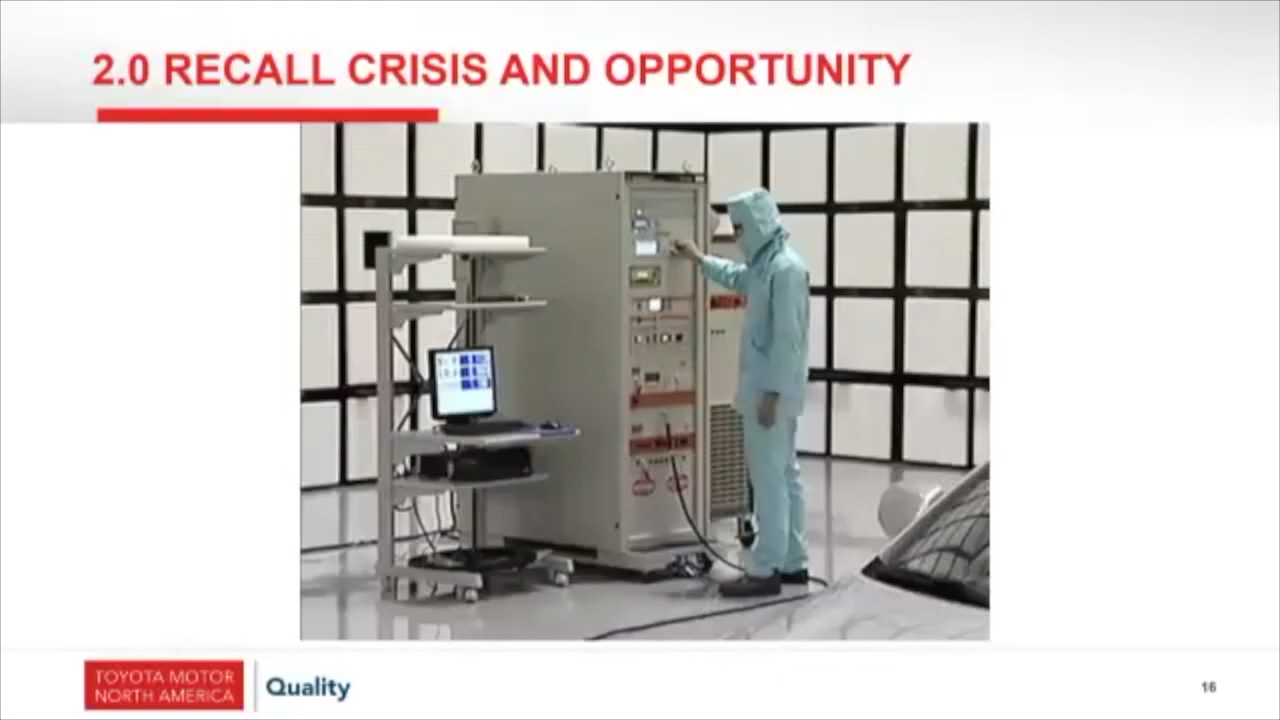 2.0 RECALL CRISIS AND OPPORTUNITY
TOYOTA MOTOR
NORTH AMERICA
Quality
16